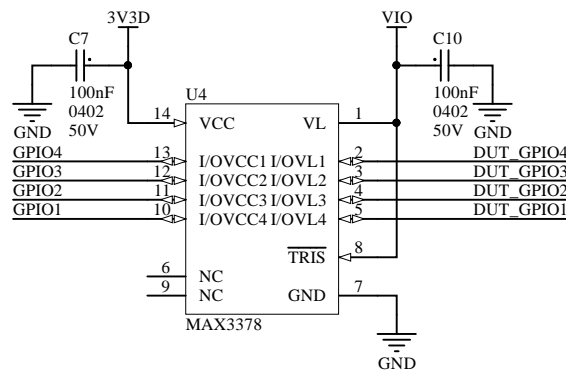 3V3D VIO
C7 C10
100nF
0402
50V
100nF
0402
50V
GND
GND
U4
14 VCC VL 1
GPIO4 13 I/OVCC1 I/OVL1 2 DUT_GPIO4
GPIO3 12 I/OVCC2 I/OVL2 3 DUT_GPIO3
GPIO2 11 I/OVCC3 I/OVL3 4 DUT_GPIO2
GPIO1 10 I/OVCC4 I/OVL4 5 DUT_GPIO1
TRIS 8
6 NC
9 NC GND 7
MAX3378
GND